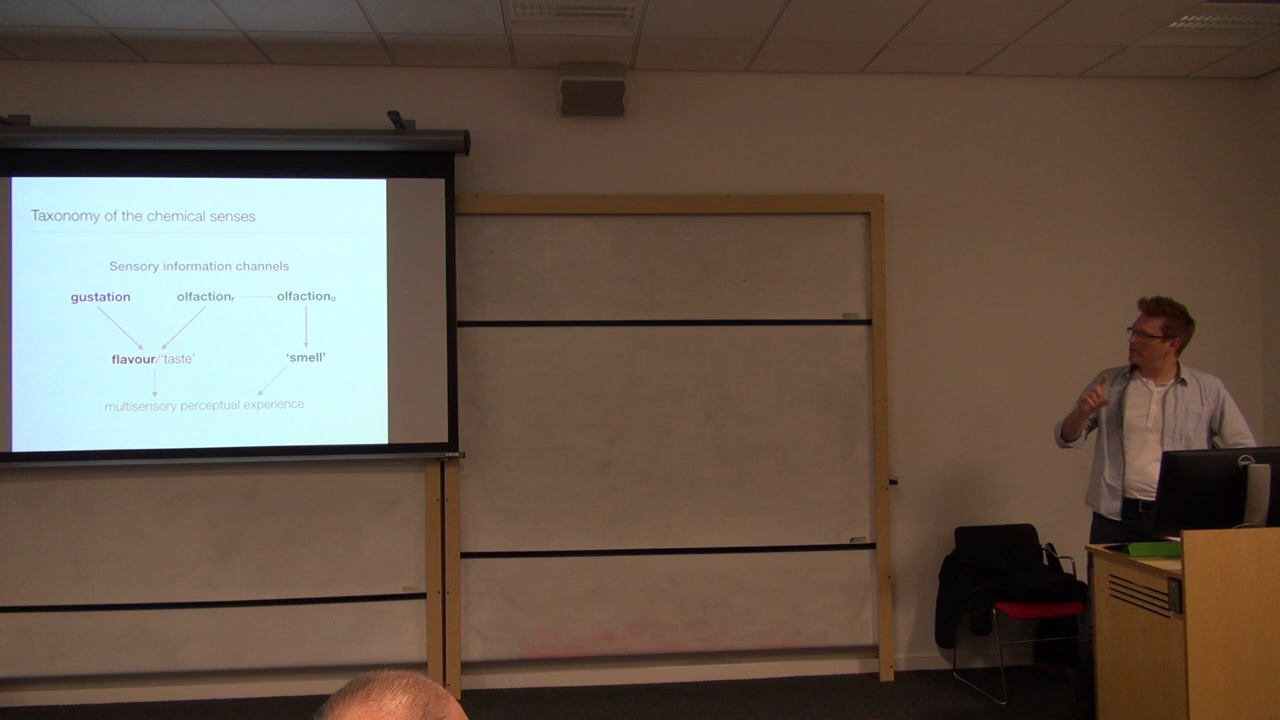 Taxonomy of the chemical senses
Sensory information channels
gustation olfactionᵣ olfactionₒ
flavour/'taste' 'smell'
multisensory perceptual experience